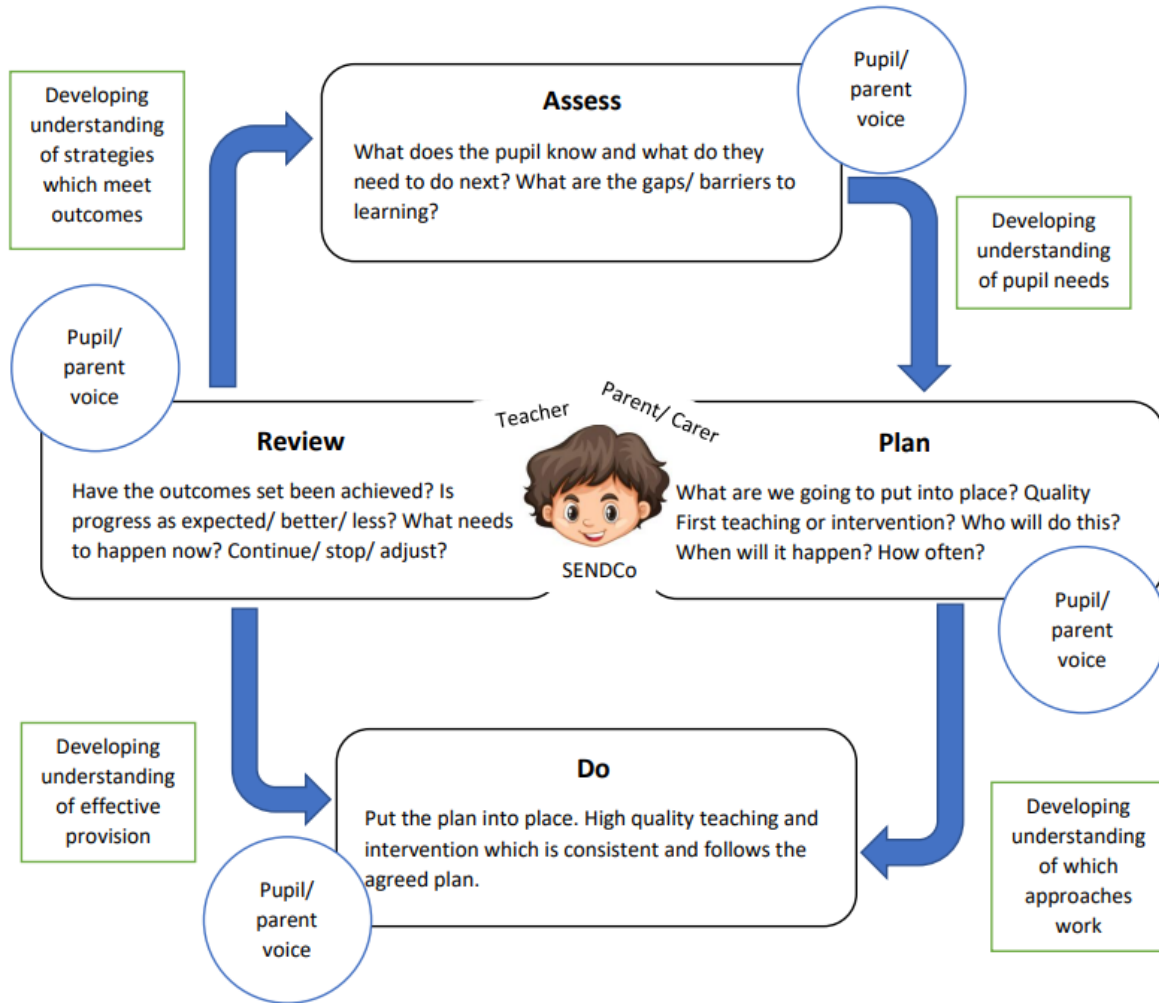 Developing
understanding
of strategies
which meet
outcomes
Assess
What does the pupil know and what do they
need to do next? What are the gaps/ barriers to
learning?
Pupil/
parent
voice
Developing
understanding
of pupil needs
Pupil/
parent
voice
Review
Have the outcomes set been achieved? Is
progress as expected/ better/ less? What needs
to happen now? Continue/ stop/ adjust?
Teacher
Parent/ Carer
SENDCo
Plan
What are we going to put into place? Quality
First teaching or intervention? Who will do this?
When will it happen? How often?
Pupil/
parent
voice
Developing
understanding
of effective
provision
Do
Put the plan into place. High quality teaching and
intervention which is consistent and follows the
agreed plan.
Pupil/
parent
voice
Developing
understanding
of which
approaches
work